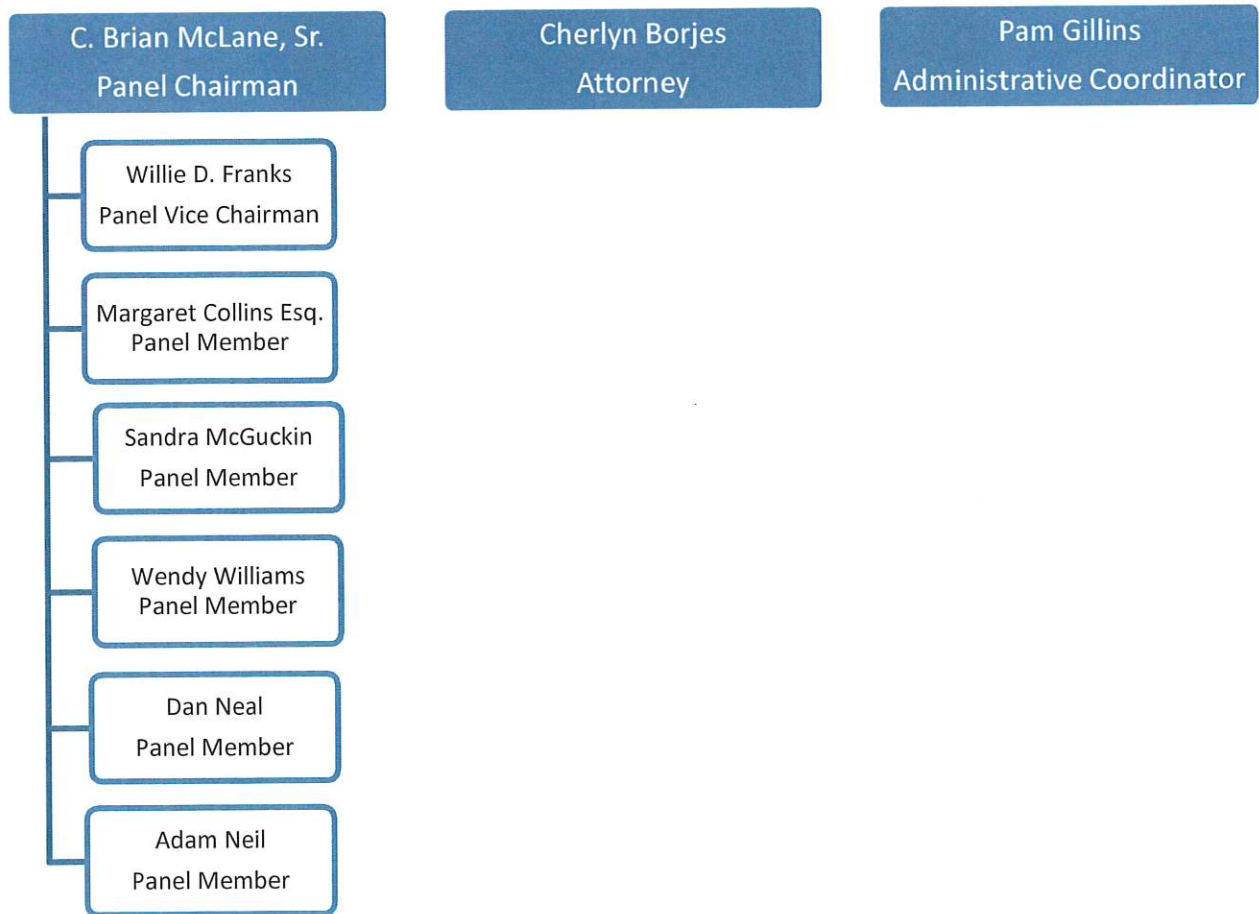 C. Brian McLane, Sr.
Panel Chairman
Cherlyn Borjes
Attorney
Pam Gillins
Administrative Coordinator
Willie D. Franks
Panel Vice Chairman
Margaret Collins Esq.
Panel Member
Sandra McGuckin
Panel Member
Wendy Williams
Panel Member
Dan Neal
Panel Member
Adam Neil
Panel Member